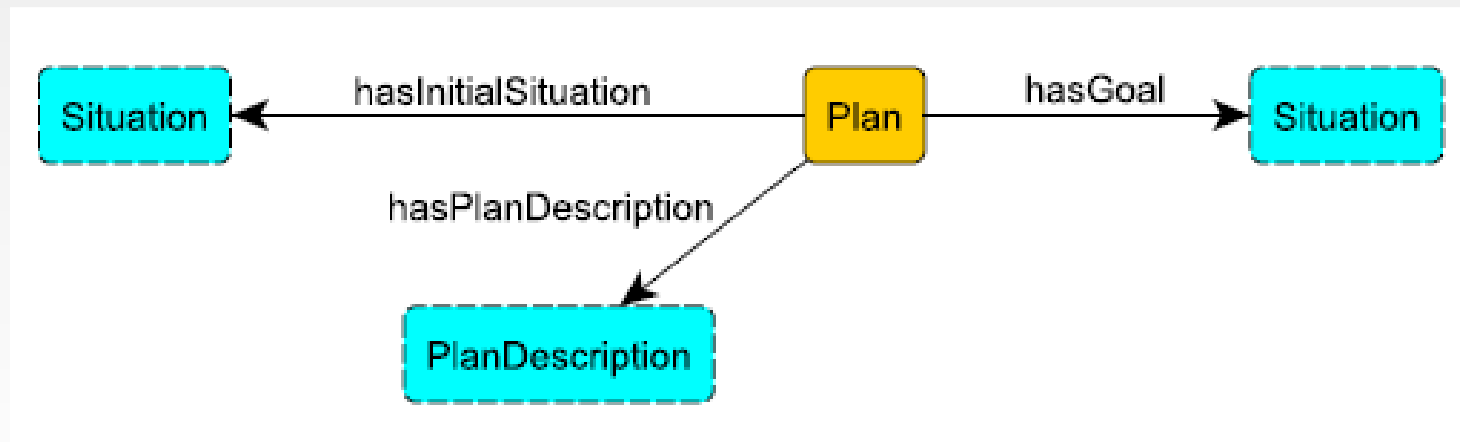 hasInitialSituation
hasGoal
Situation
Plan
Situation
hasPlanDescription
PlanDescription